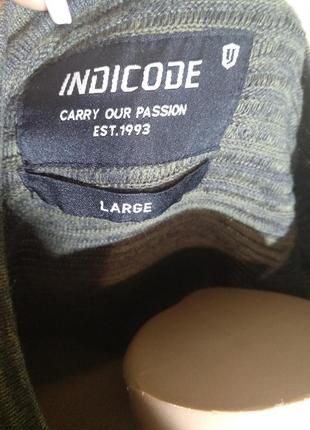 INDICODE
CARRY OUR PASSION
EST.1993
LARGE